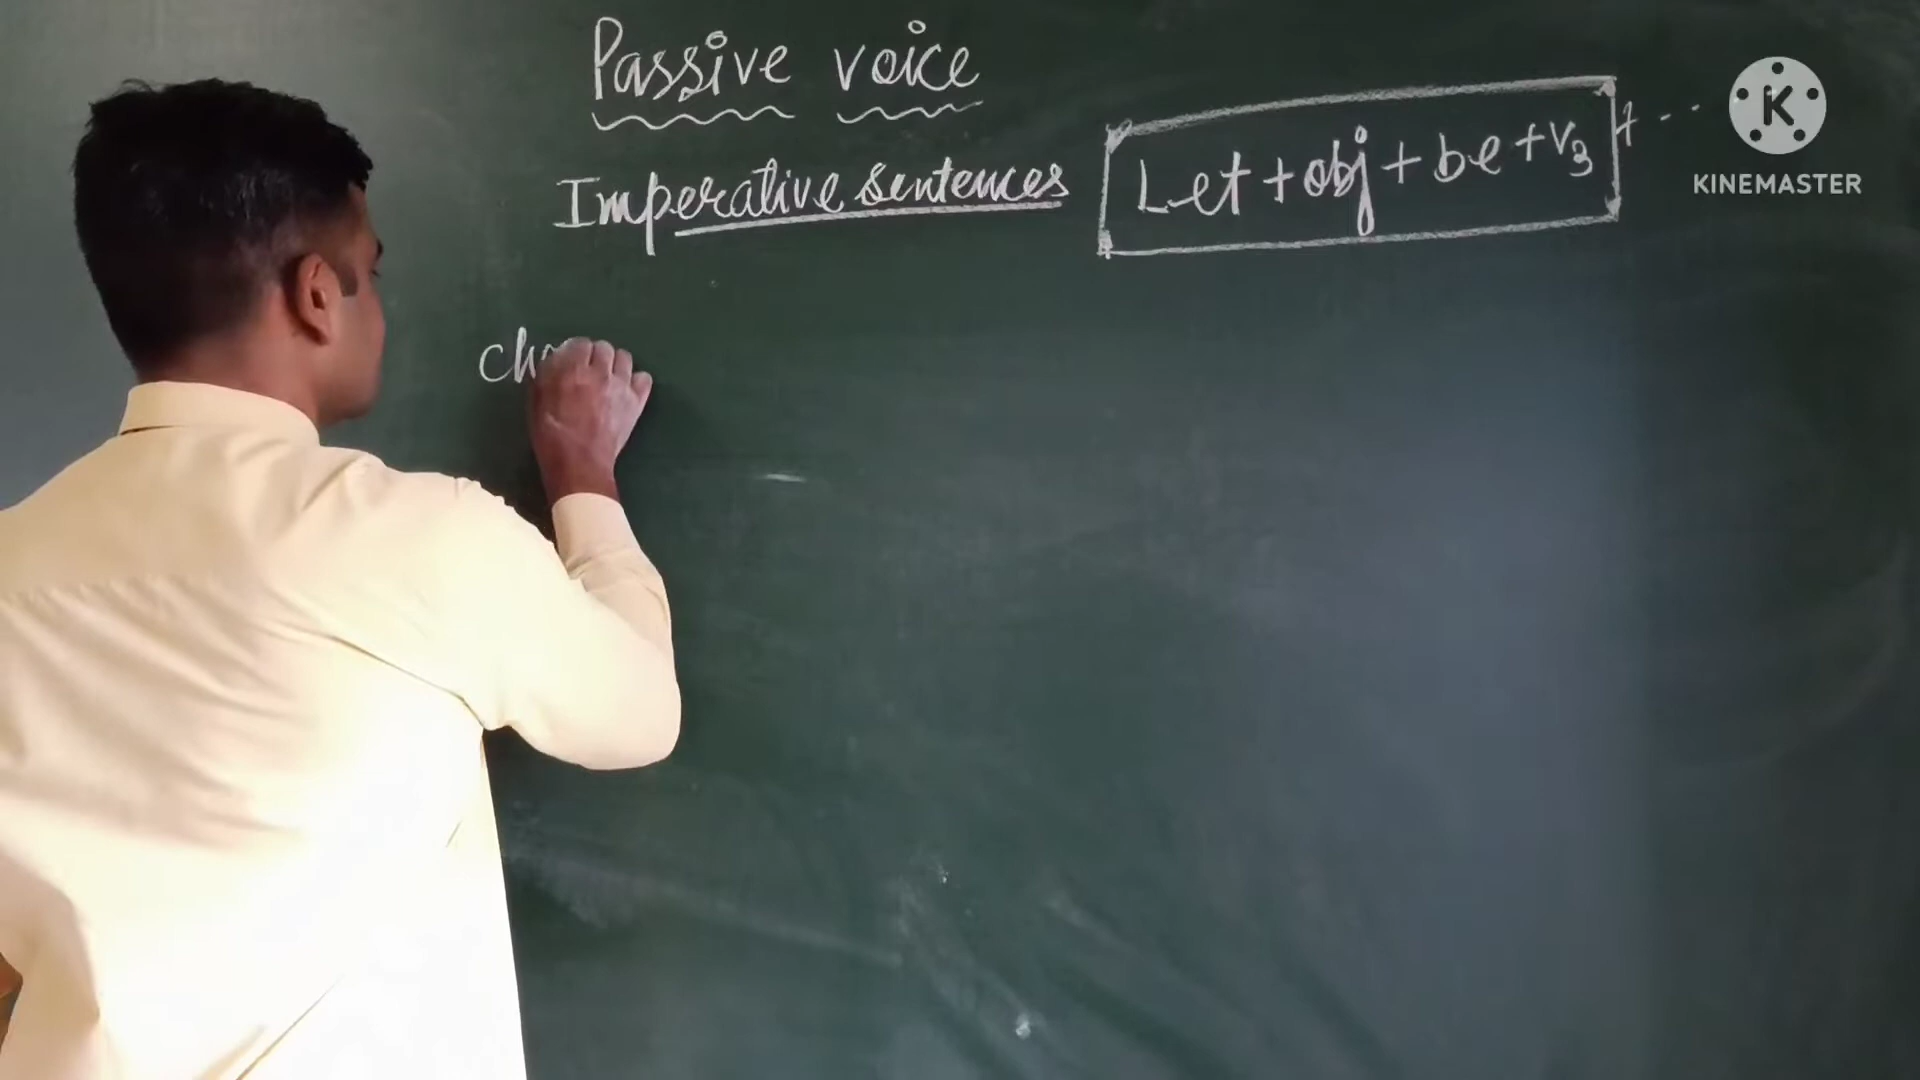 Passive voice
Imperative sentences
Let + obj + be + V3 + ...
K
KINEMASTER